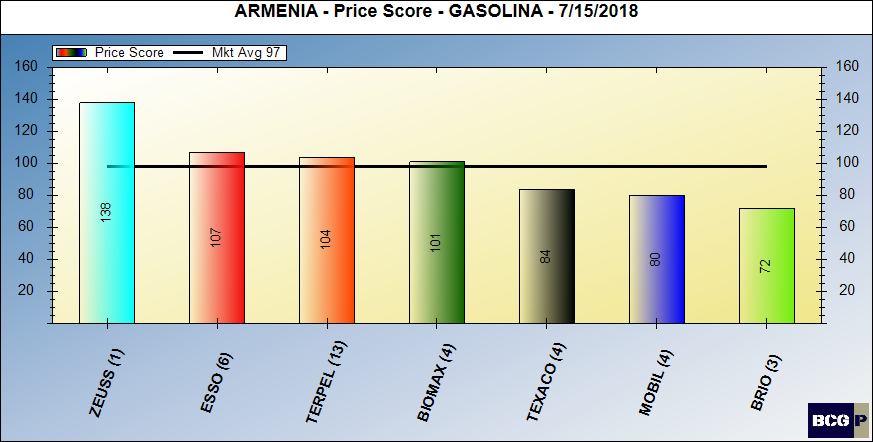 ARMENIA - Price Score - GASOLINA - 7/15/2018
Price Score Mkt Avg 97
160 160
140 140
120 120
100 100
80 80
60 60
40 40
20 20
138 107 104 101 84 80 72
ZEUSS (1) ESSO (6) TERPEL (13) BIOMAX (4) TEXACO (4) MOBIL (4) BRIO (3)
BCG P